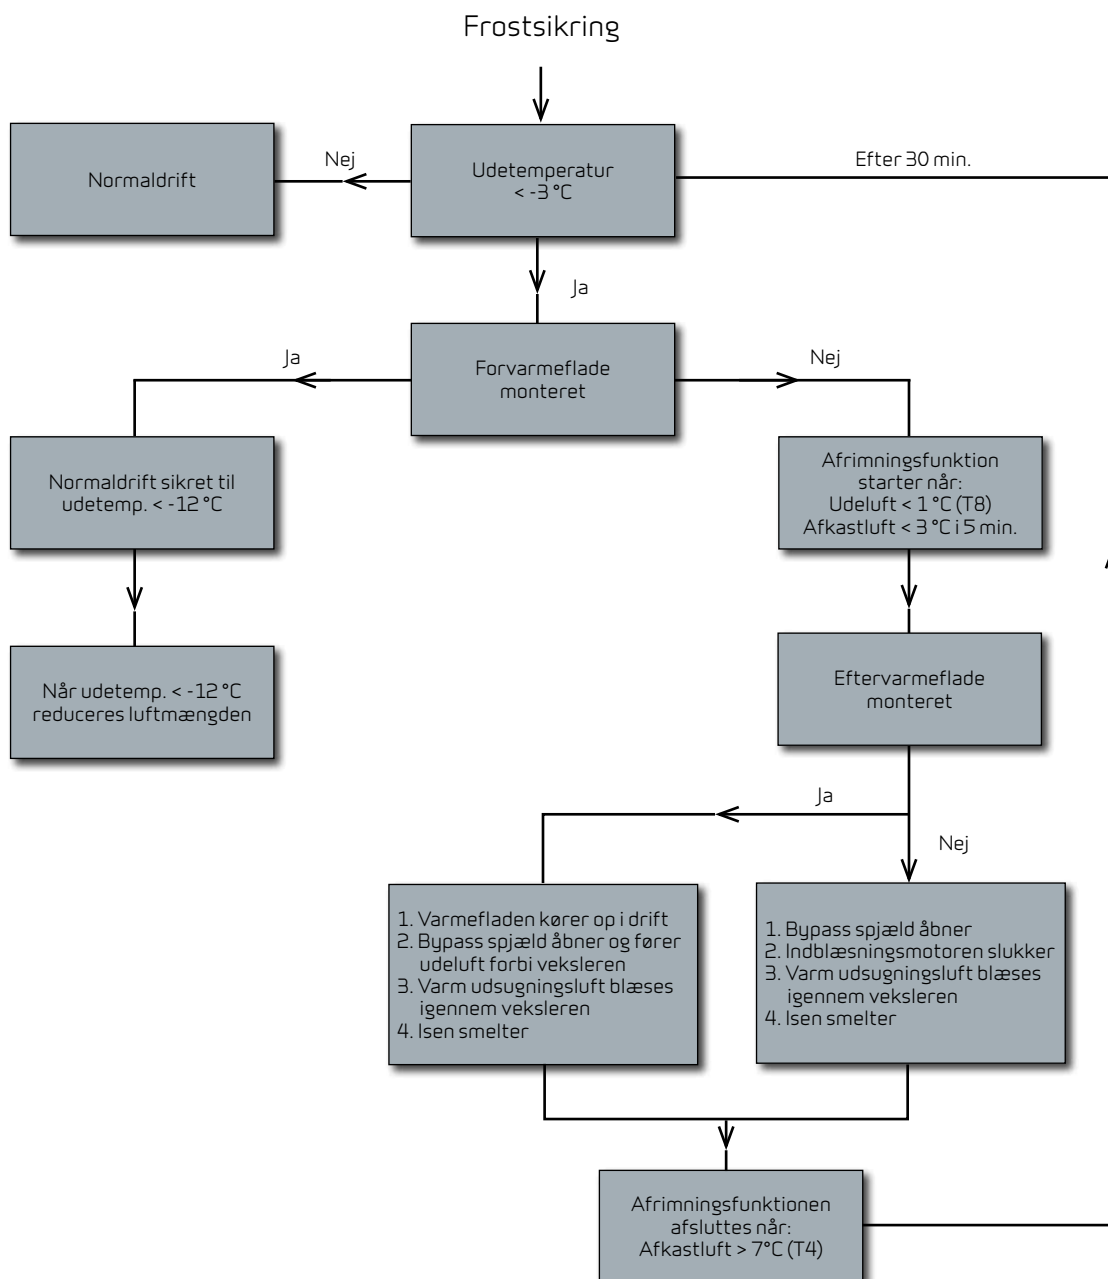 Frostsikring
Normaldrift
Nej
Udetemperatur
< -3 °C
Efter 30 min.
Ja
Ja
Forvarmeflade
monteret
Nej
Normaldrift sikret til
udetemp. < -12 °C
Afrimningsfunktion
starter når:
Udeluft < 1 °C (T8)
Afkastluft < 3 °C i 5 min.
Når udetemp. < -12 °C
reduceres luftmængden
Eftervarmeflade
monteret
Ja
Nej
1. Varmefladen kører op i drift
2. Bypass spjæld åbner og fører
udeluft forbi veksleren
3. Varm udsugningsluft blæses
igennem veksleren
4. Isen smelter
1. Bypass spjæld åbner
2. Indblæsningsmotoren slukker
3. Varm udsugningsluft blæses
igennem veksleren
4. Isen smelter
Afrimningsfunktionen
afsluttes når:
Afkastluft > 7°C (T4)